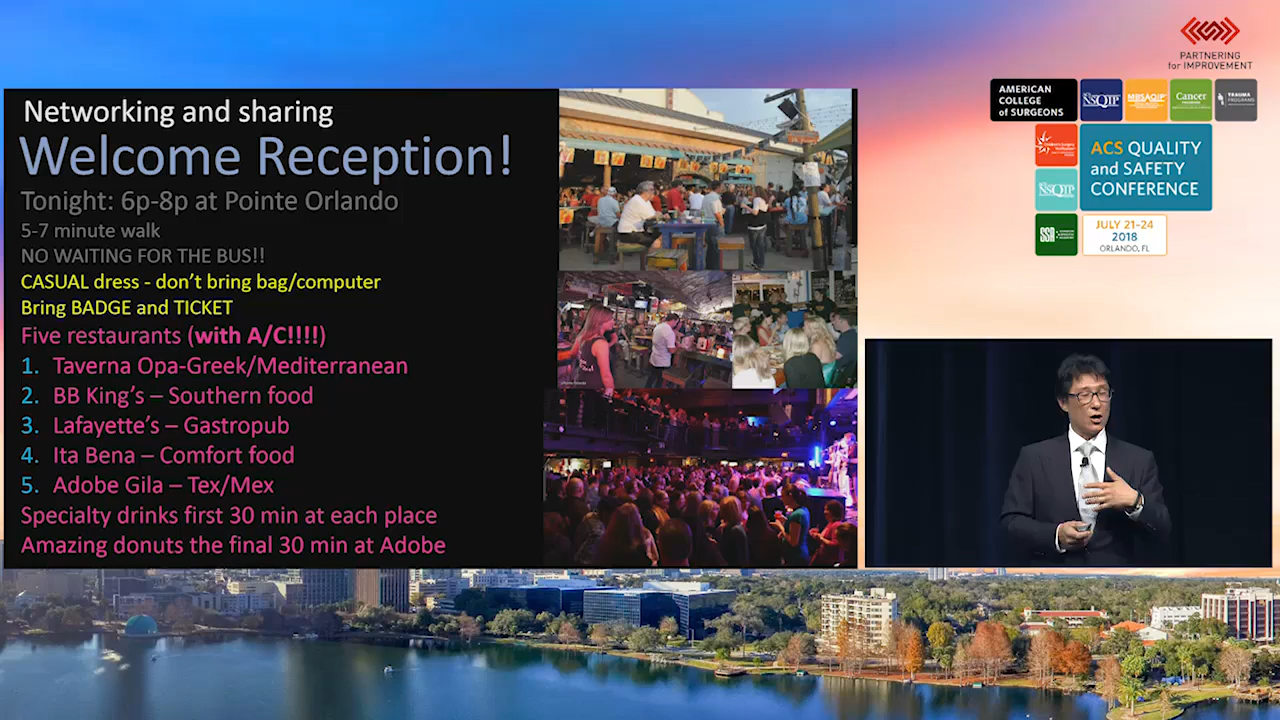 PARTNERING
for IMPROVEMENT
AMERICAN
COLLEGE
of SURGEONS
NSQIP
MBSAQIP
Cancer
TRAUMA
PROGRAMS
ACS QUALITY
and SAFETY
CONFERENCE
NSQIP
SSR
JULY 21-24
2018
ORLANDO, FL
Networking and sharing
Welcome Reception!
Tonight: 6p-8p at Pointe Orlando
5-7 minute walk
NO WAITING FOR THE BUS!!
CASUAL dress - don't bring bag/computer
Bring BADGE and TICKET
Five restaurants (with A/C!!!!)
1. Taverna Opa-Greek/Mediterranean
2. BB King's – Southern food
3. Lafayette's – Gastropub
4. Ita Bena – Comfort food
5. Adobe Gila – Tex/Mex
Specialty drinks first 30 min at each place
Amazing donuts the final 30 min at Adobe